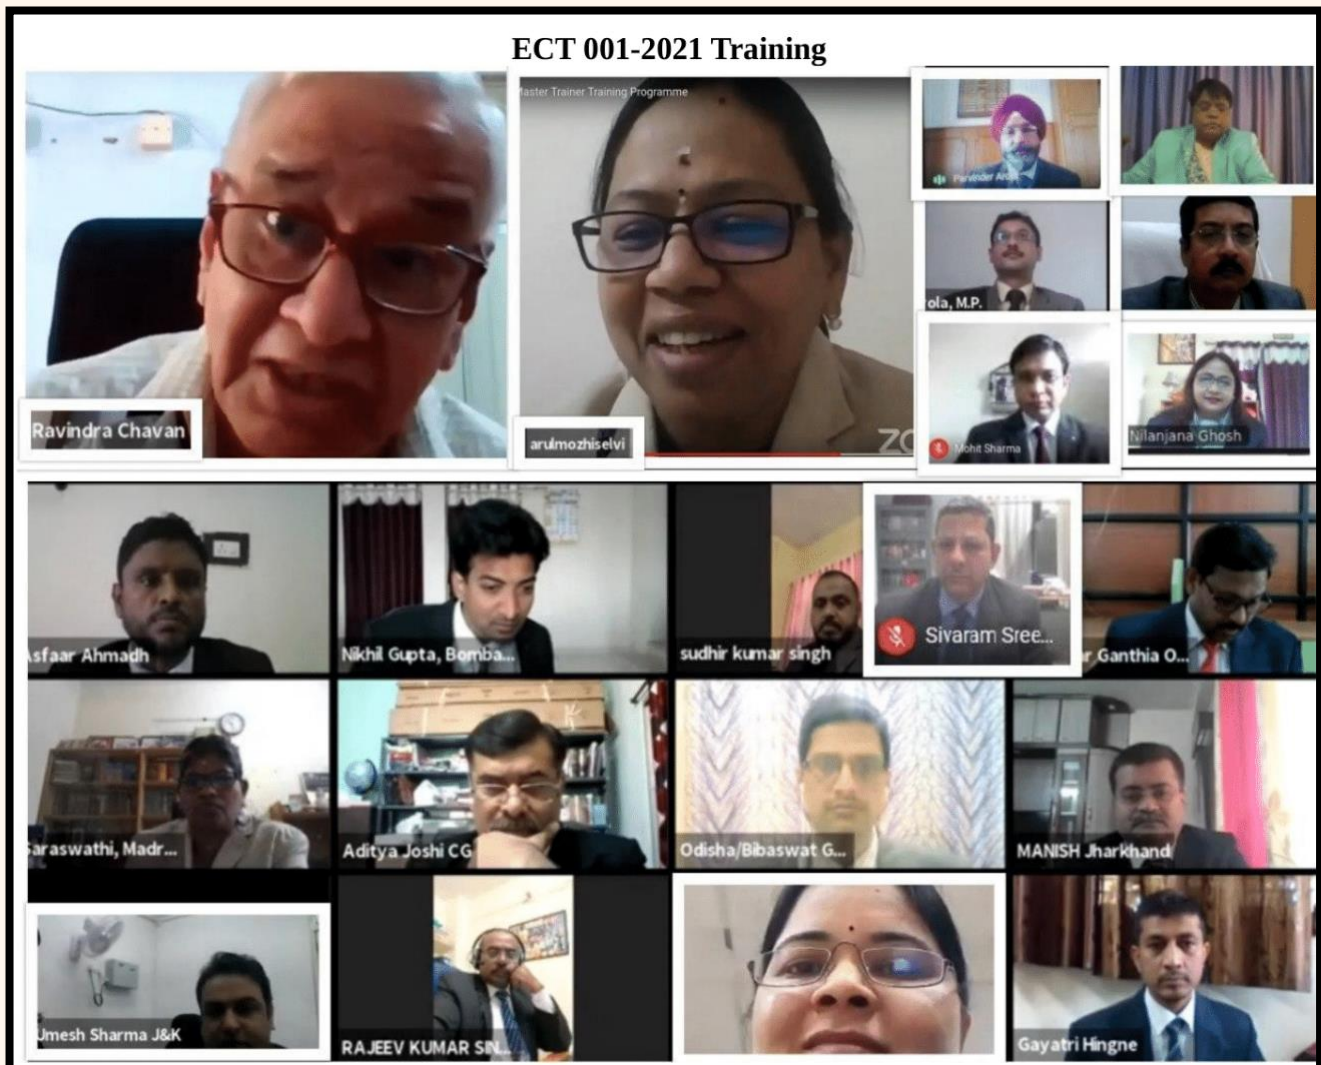 ECT 001-2021 Training
Master Trainer Training Programme
Parvinder
Ravindra Chavan
arulmozhiselvi
ola, M.P.
Mohit Sharma
Nilanjana Ghosh
sfaar Ahmadh
Nikhil Gupta, Bomba...
sudhir kumar singh
Sivaram Sree...
r Ganthia O...
Saraswathi, Madr...
Aditya Joshi CG
Odisha/Bibaswat G...
MANISH Jharkhand
Umesh Sharma J&K
RAJEEV KUMAR SIN...
Gayatri Hingne